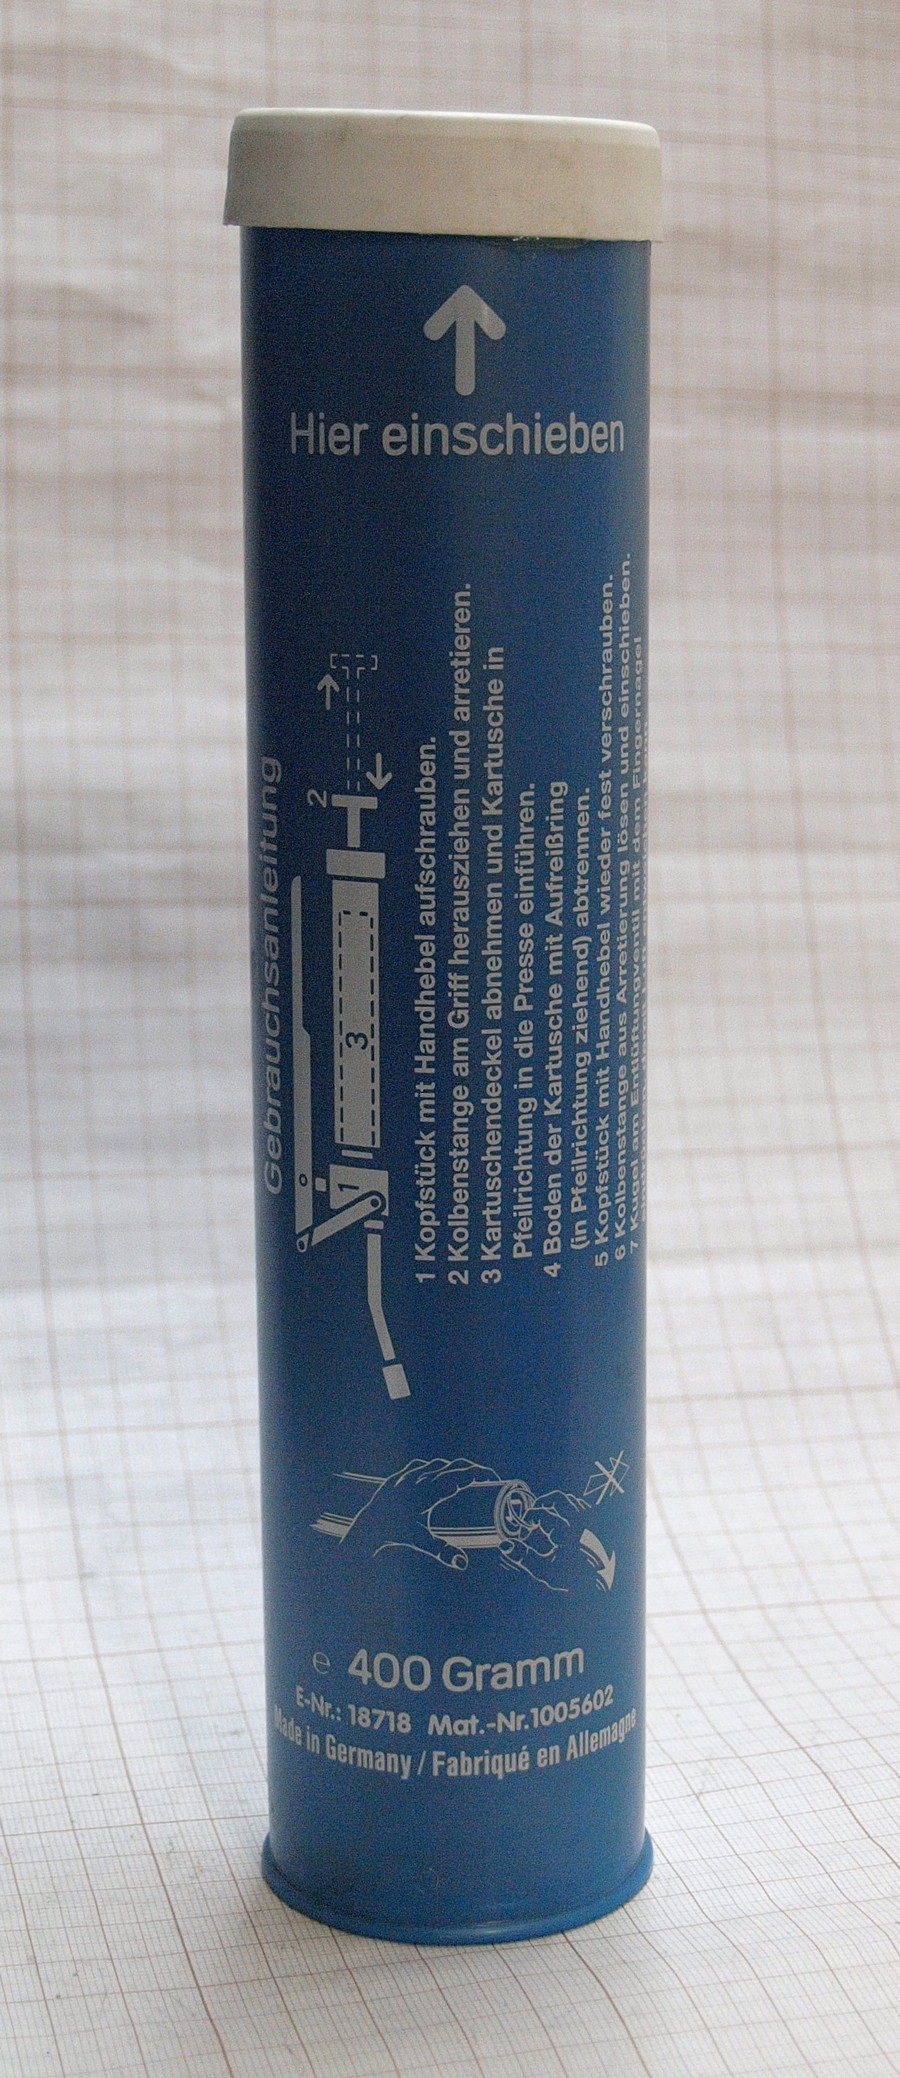 Hier einschieben
Gebrauchsanleitung
2
3
1
1 Kopfstück mit Handhebel aufschrauben.
2 Kolbenstange am Griff herausziehen und arretieren.
3 Kartuschendeckel abnehmen und Kartusche in
Pfeilrichtung in die Presse einführen.
4 Boden der Kartusche mit Aufreißring
(in Pfeilrichtung ziehend) abtrennen.
5 Kopfstück mit Handhebel wieder fest verschrauben.
6 Kolbenstange aus Arretierung lösen und einschieben.
7 Kugel am Entlüftungventil mit dem Fingernagel
e 400 Gramm
E-Nr.: 18718 Mat.-Nr.1005602
Made in Germany / Fabriqué en Allemagne